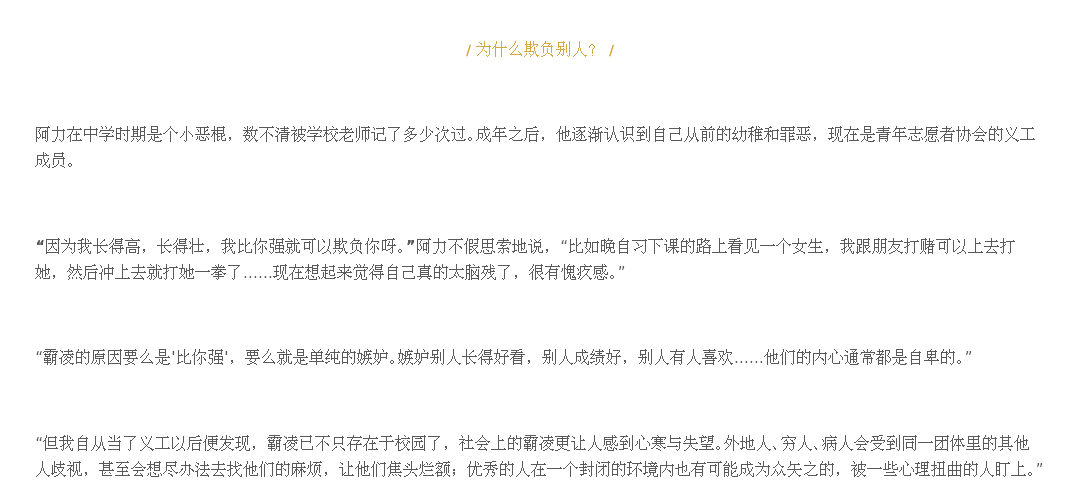 / 为什么欺负别人？ /
阿力在中学时期是个小恶棍，数不清被学校老师记了多少次过。成年之后，他逐渐认识到自己从前的幼稚和罪恶，现在是青年志愿者协会的义工
成员。
“因为我长得高，长得壮，我比你强就可以欺负你呀。”阿力不假思索地说，“比如晚自习下课的路上看见一个女生，我跟朋友打赌可以上去打
她，然后冲上去就打她一拳了……现在想起来觉得自己真的太脑残了，很有愧疚感。”
“霸凌的原因要么是'比你强'，要么就是单纯的嫉妒。嫉妒别人长得好看，别人成绩好，别人有人喜欢……他们的内心通常都是自卑的。”
“但我自从当了义工以后便发现，霸凌已不只存在于校园了，社会上的霸凌更让人感到心寒与失望。外地人、穷人、病人会受到同一团体里的其他
人歧视，甚至会想尽办法去找他们的麻烦，让他们焦头烂额；优秀的人在一个封闭的环境内也有可能成为众矢之的，被一些心理扭曲的人盯上。”